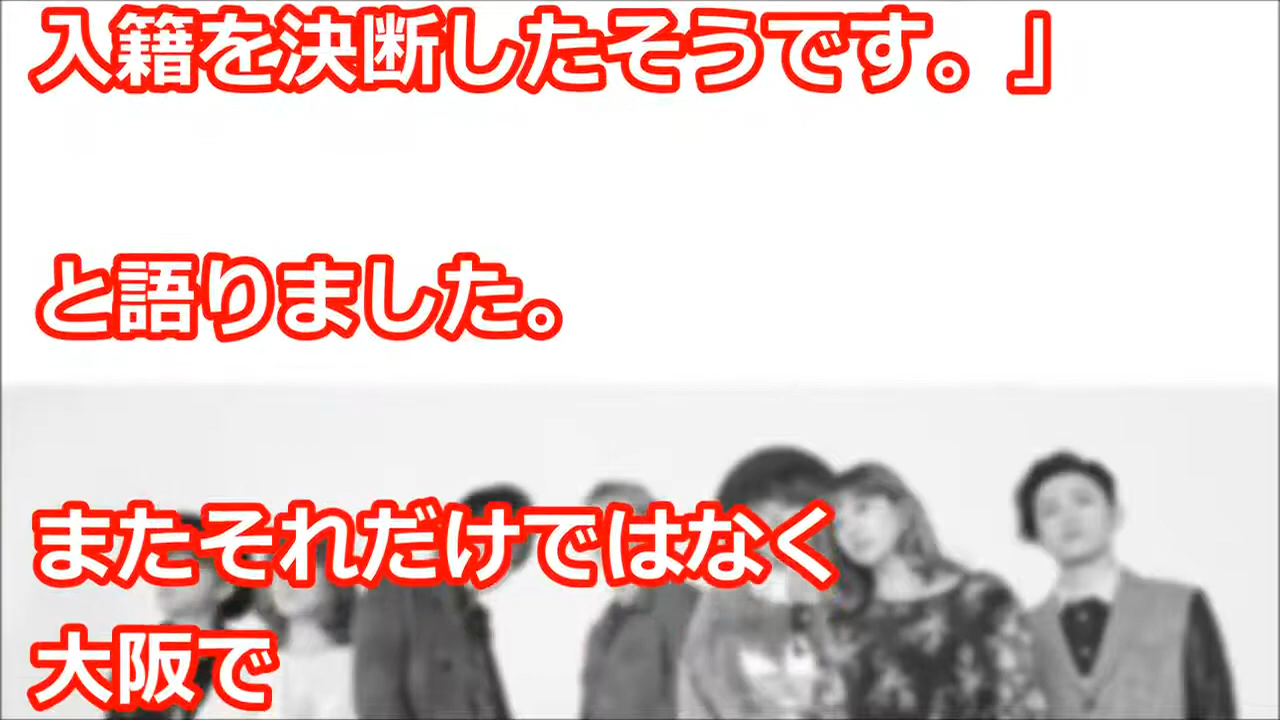 入籍を決断したそうです。」
と語りました。
またそれだけではなく
大阪で